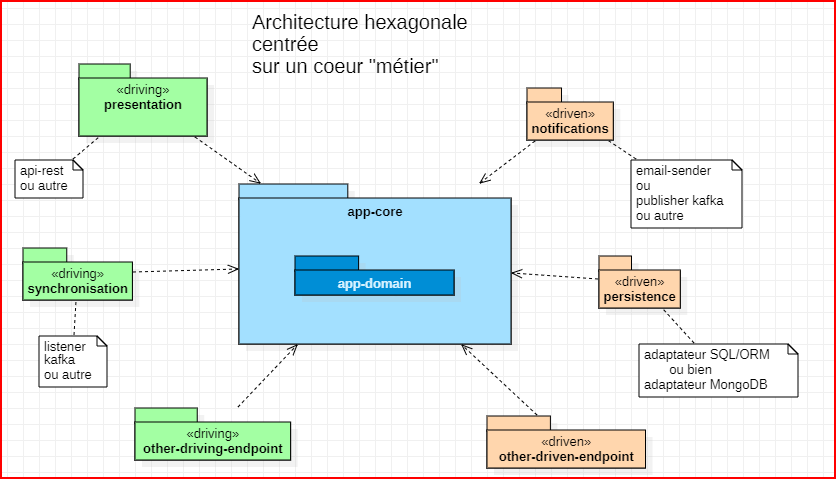 Architecture hexagonale
centrée
sur un coeur "métier"
«driving»
presentation
api-rest
ou autre
«driven»
notifications
email-sender
ou
publisher kafka
ou autre
app-core
app-domain
«driving»
synchronisation
listener
kafka
ou autre
«driven»
persistence
adaptateur SQL/ORM
ou bien
adaptateur MongoDB
«driving»
other-driving-endpoint
«driven»
other-driven-endpoint